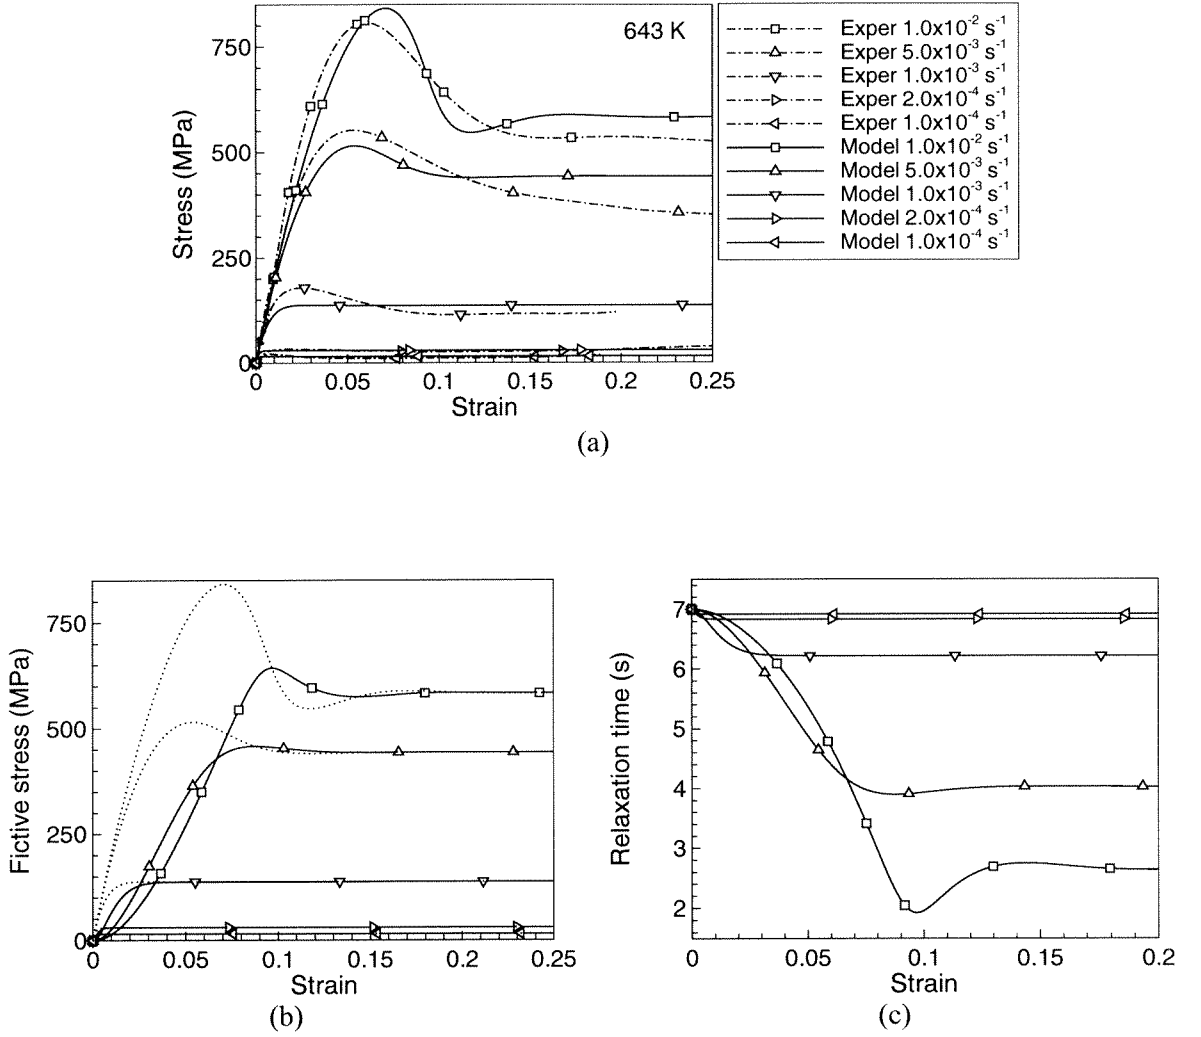 750
500
250
0
Stress (MPa)
643 K
0 0.05 0.1 0.15 0.2 0.25
Strain
Exper 1.0x10⁻² s⁻¹
Exper 5.0x10⁻³ s⁻¹
Exper 1.0x10⁻³ s⁻¹
Exper 2.0x10⁻⁴ s⁻¹
Exper 1.0x10⁻⁴ s⁻¹
Model 1.0x10⁻² s⁻¹
Model 5.0x10⁻³ s⁻¹
Model 1.0x10⁻³ s⁻¹
Model 2.0x10⁻⁴ s⁻¹
Model 1.0x10⁻⁴ s⁻¹
(a)
750
500
250
0
Fictive stress (MPa)
0 0.05 0.1 0.15 0.2 0.25
Strain
(b)
7
6
5
4
3
2
Relaxation time (s)
0 0.05 0.1 0.15 0.2
Strain
(c)